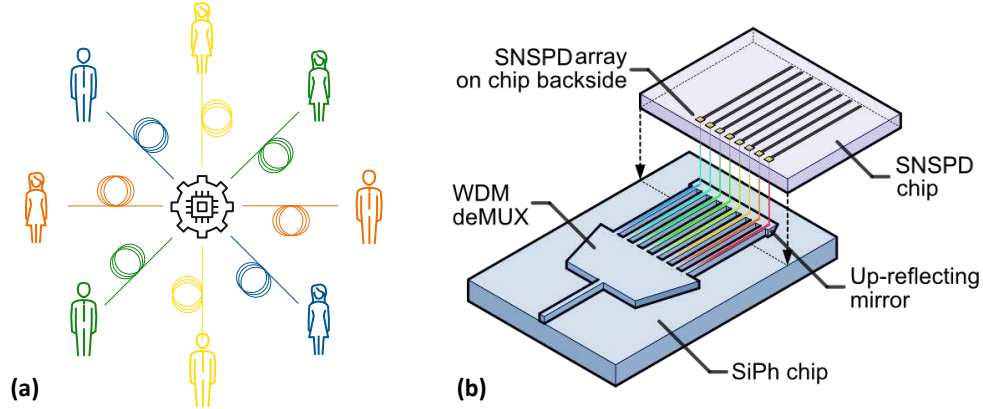 (a)
(b)
SNSPD array
on chip backside
SNSPD
chip
WDM
deMUX
Up-reflecting
mirror
SiPh chip